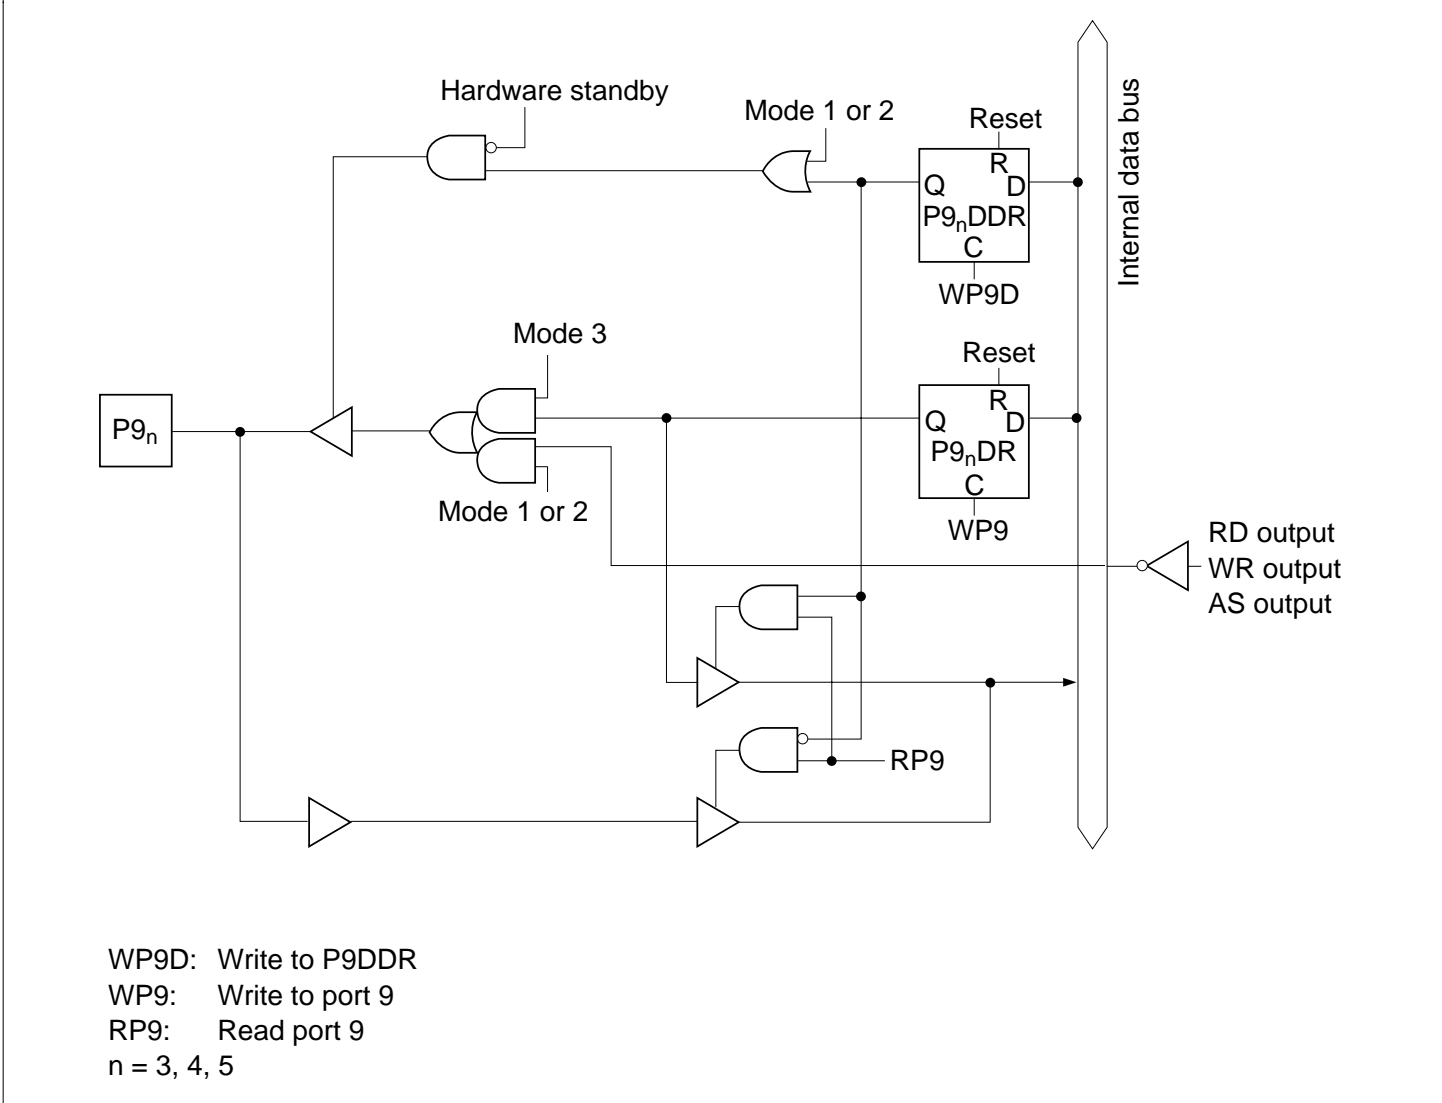 Hardware standby
Mode 1 or 2
Reset
R
Q
D
P9nDDR
C
WP9D
Internal data bus
Mode 3
Reset
R
Q
D
P9nDR
C
WP9
P9n
Mode 1 or 2
RD output
WR output
AS output
RP9
WP9D: Write to P9DDR
WP9: Write to port 9
RP9: Read port 9
n = 3, 4, 5